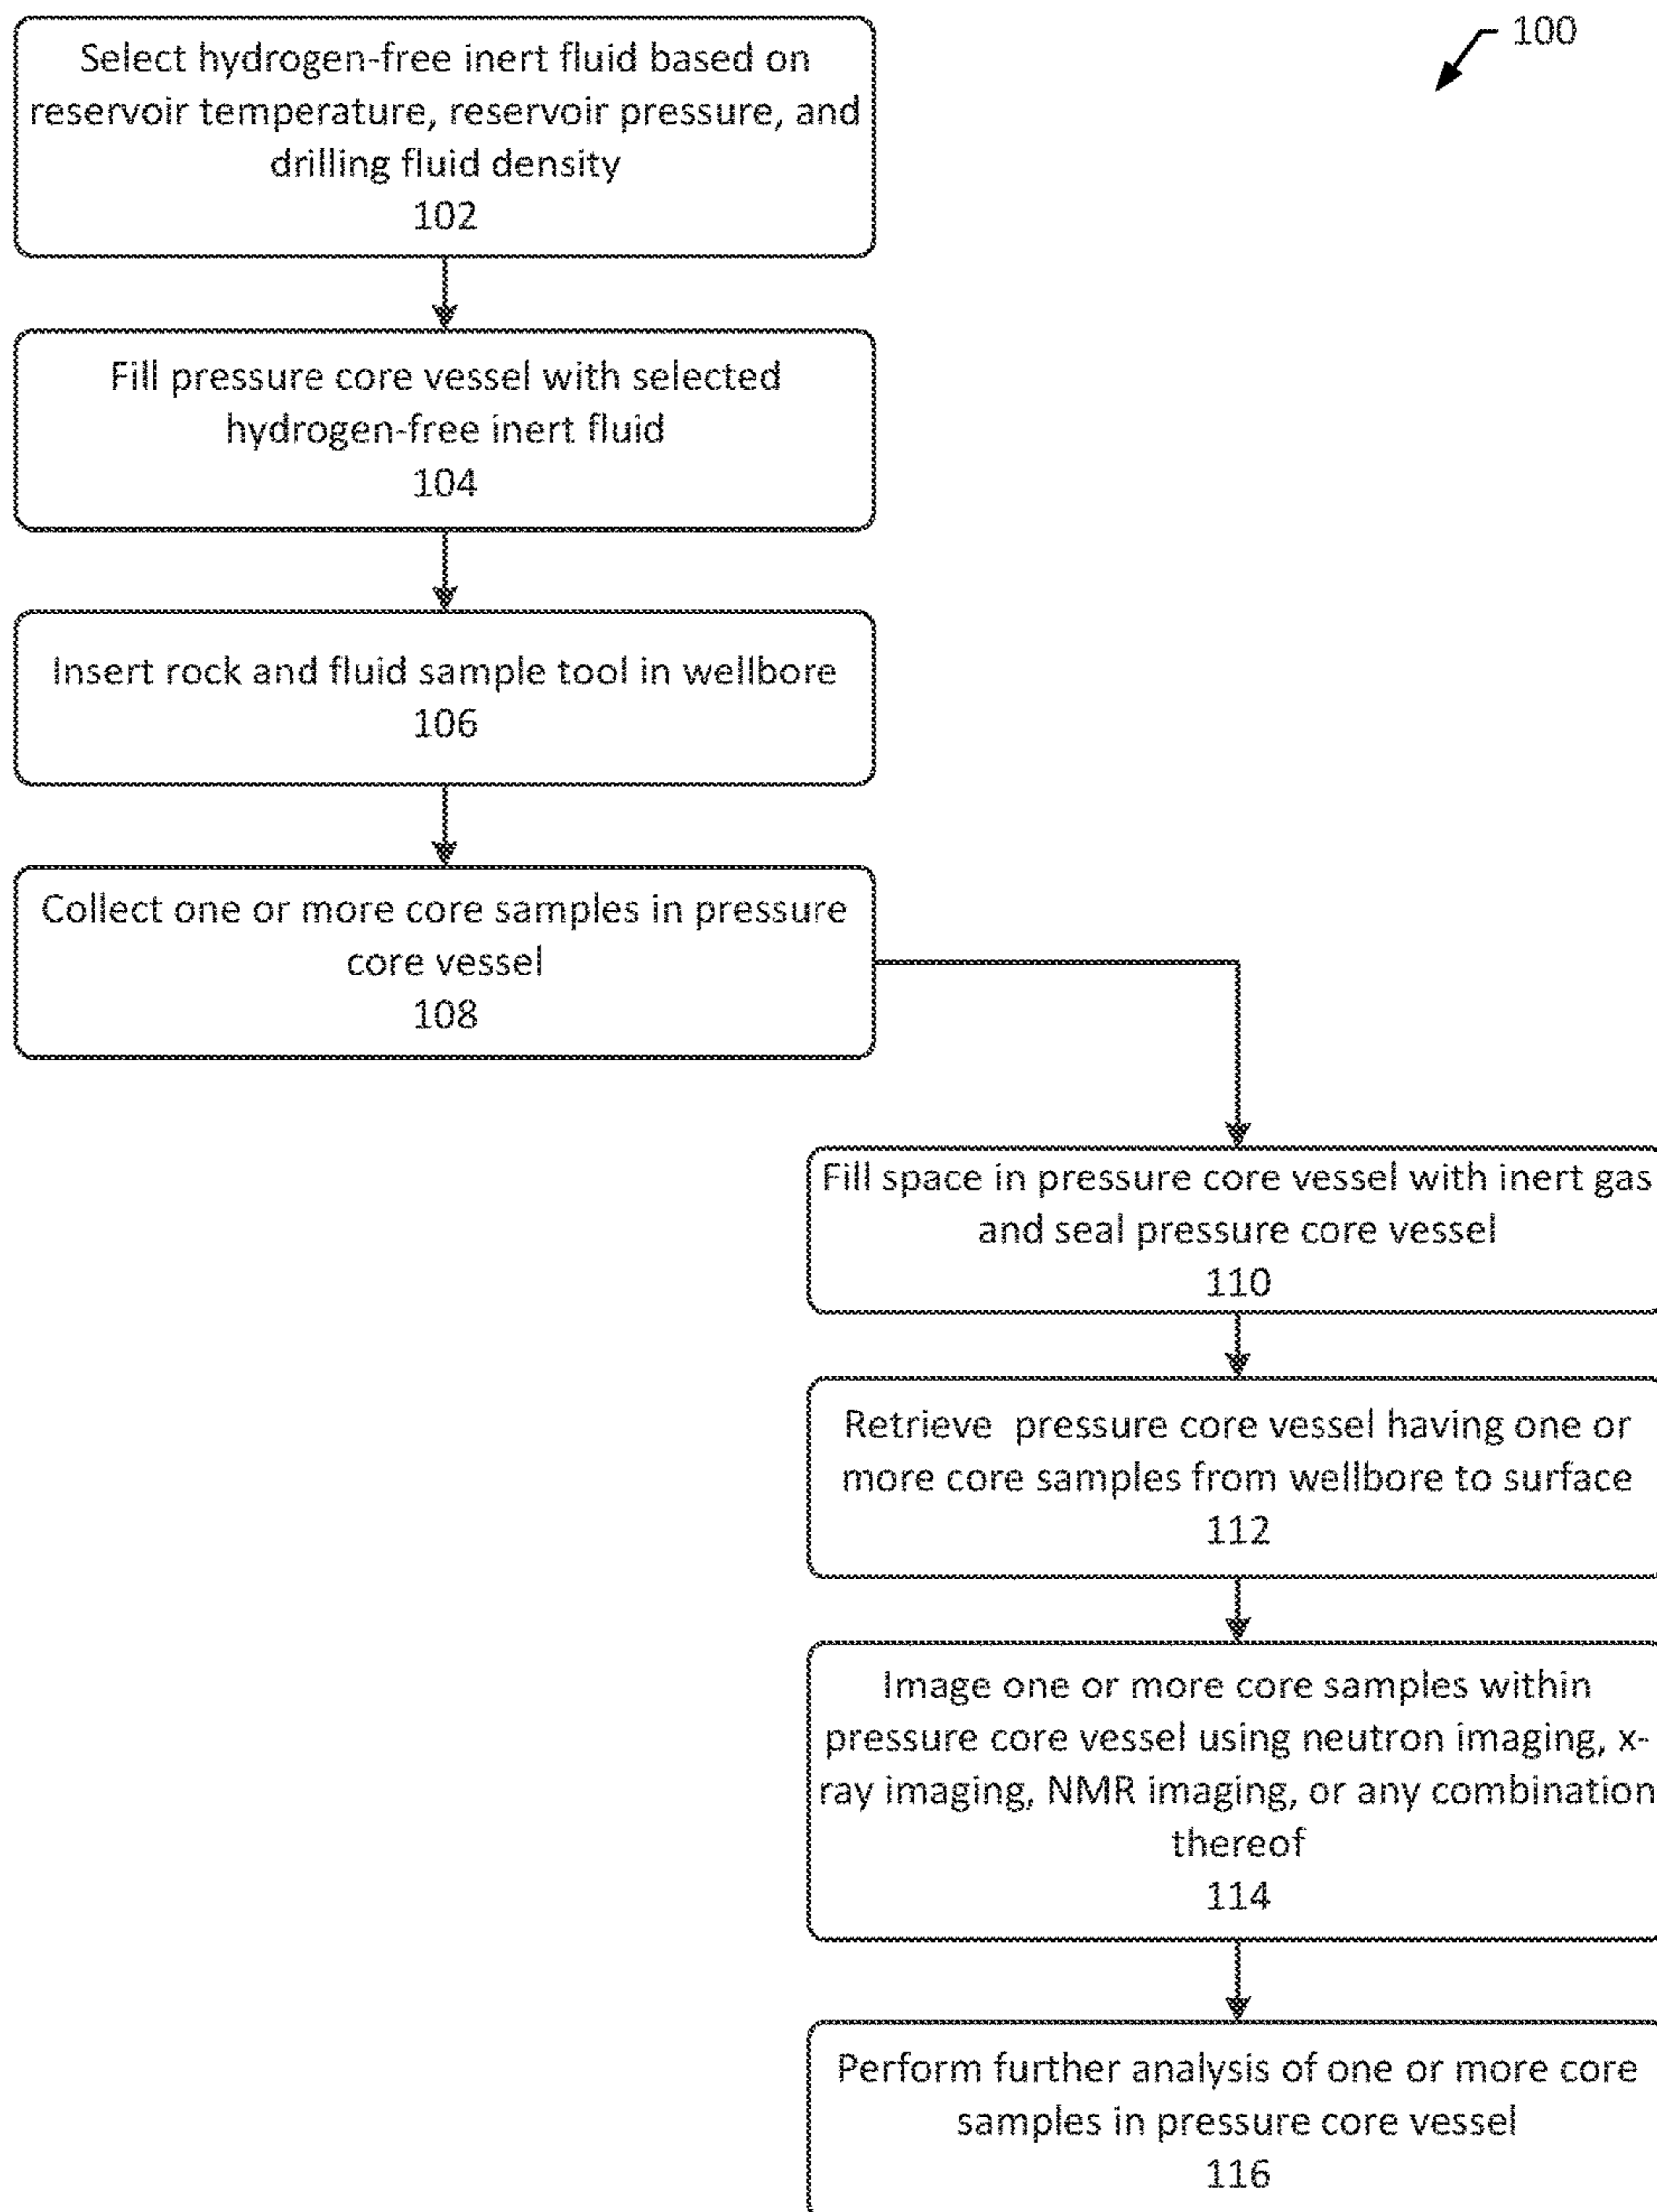 100
Select hydrogen-free inert fluid based on
reservoir temperature, reservoir pressure, and
drilling fluid density
102
Fill pressure core vessel with selected
hydrogen-free inert fluid
104
Insert rock and fluid sample tool in wellbore
106
Collect one or more core samples in pressure
core vessel
108
Fill space in pressure core vessel with inert gas
and seal pressure core vessel
110
Retrieve pressure core vessel having one or
more core samples from wellbore to surface
112
Image one or more core samples within
pressure core vessel using neutron imaging, x-
ray imaging, NMR imaging, or any combination
thereof
114
Perform further analysis of one or more core
samples in pressure core vessel
116